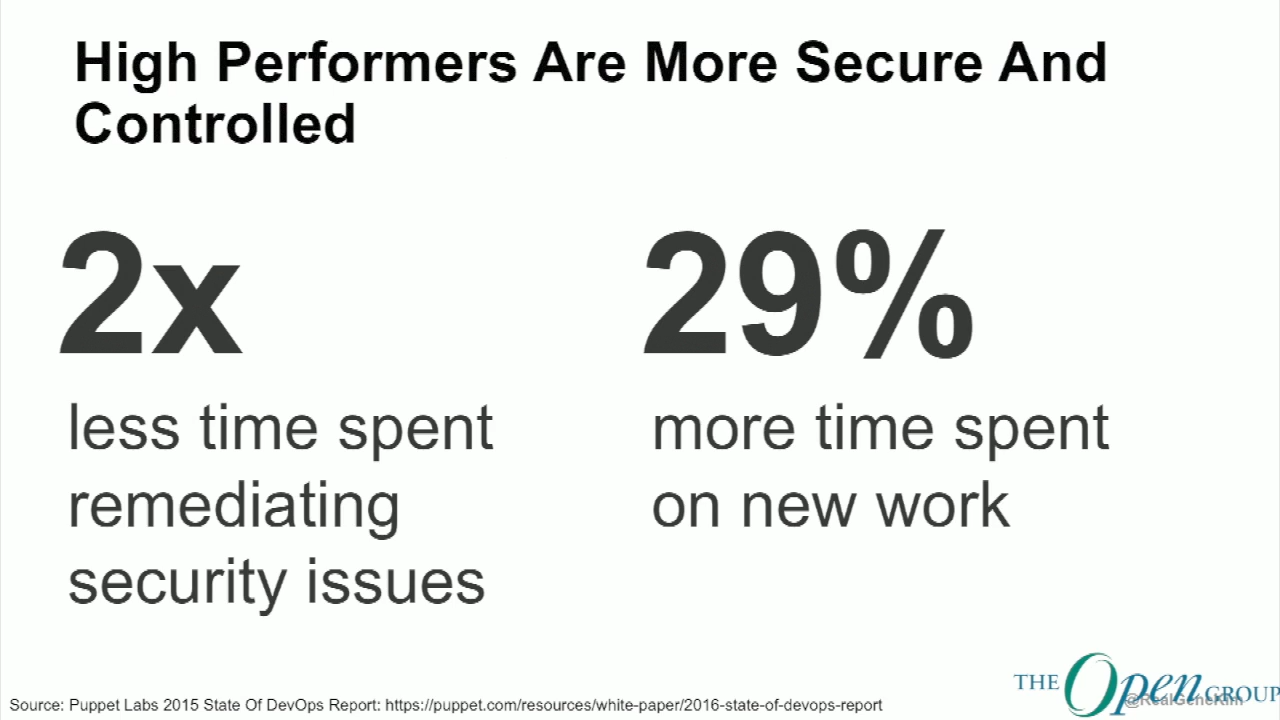 High Performers Are More Secure And
Controlled
2x
less time spent
remediating
security issues
29%
more time spent
on new work
Source: Puppet Labs 2015 State Of DevOps Report: https://puppet.com/resources/white-paper/2016-state-of-devops-report
THE Open GROUP
@RealGeneKim